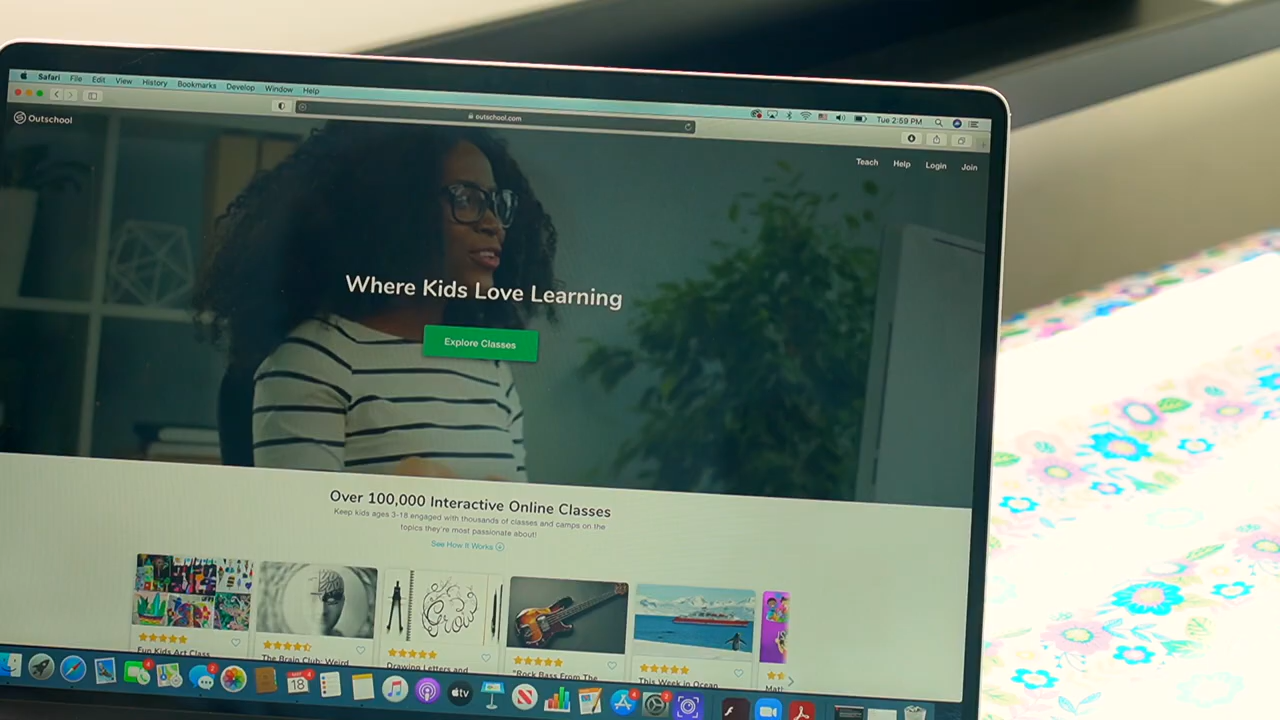 Safari File Edit View History Bookmarks Develop Window Help
Tue 2:59 PM
outschool.com
Outschool
Teach Help Login Join
Where Kids Love Learning
Explore Classes
Over 100,000 Interactive Online Classes
Keep kids ages 3-18 engaged with thousands of classes and camps on the
topics they're most passionate about!
See How It Works
Fun Kids Art Class
The Brain Club: Weird
Drawing Letters and
"Rock Bass From The
This Week in Ocean
Math
18
tv